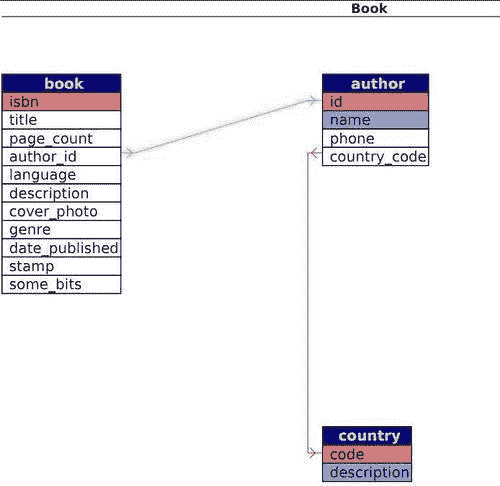 Book
book
isbn
title
page_count
author_id
language
description
cover_photo
genre
date_published
stamp
some_bits
author
id
name
phone
country_code
country
code
description